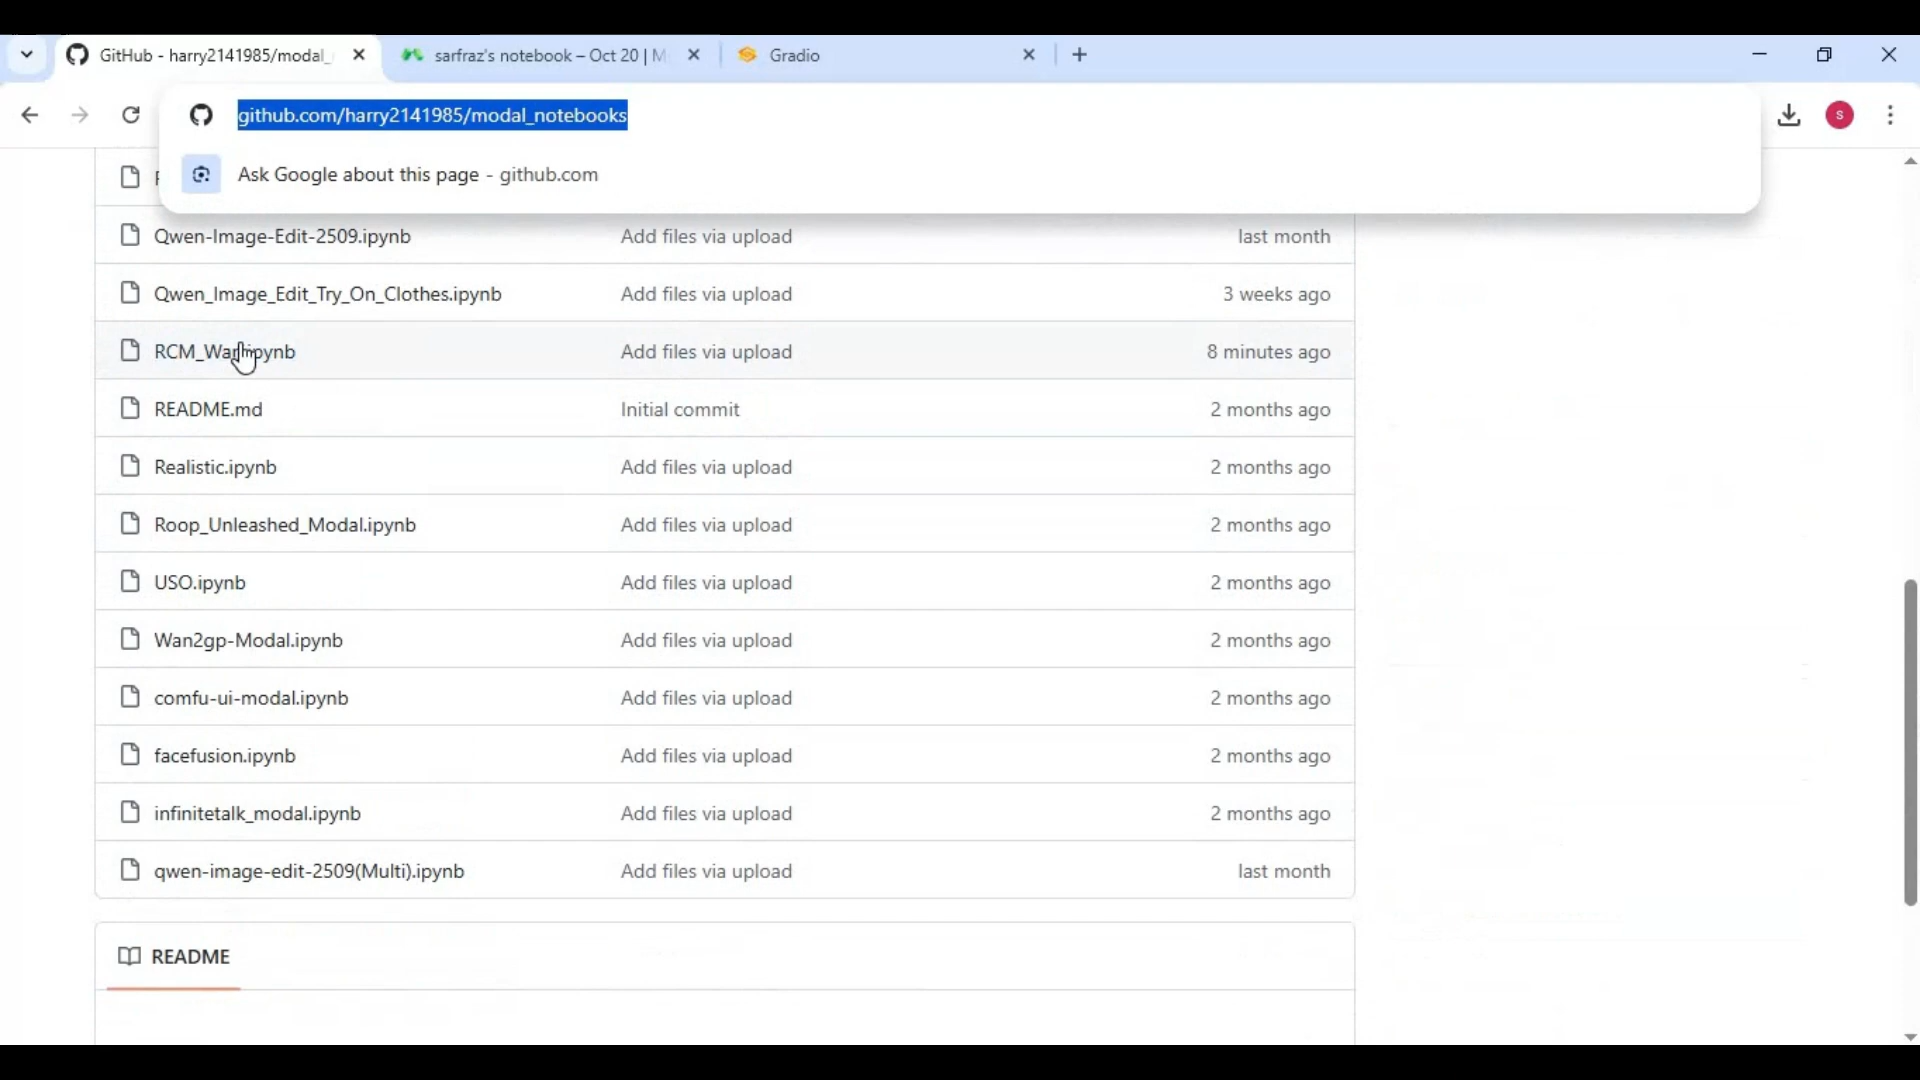 GitHub - harry2141985/modal_
sarfraz's notebook – Oct 20 | M
Gradio
github.com/harry2141985/modal_notebooks
S
Ask Google about this page - github.com
Qwen-Image-Edit-2509.ipynb Add files via upload last month
Qwen_Image_Edit_Try_On_Clothes.ipynb Add files via upload 3 weeks ago
RCM_Wan.ipynb Add files via upload 8 minutes ago
README.md Initial commit 2 months ago
Realistic.ipynb Add files via upload 2 months ago
Roop_Unleashed_Modal.ipynb Add files via upload 2 months ago
USO.ipynb Add files via upload 2 months ago
Wan2gp-Modal.ipynb Add files via upload 2 months ago
comfu-ui-modal.ipynb Add files via upload 2 months ago
facefusion.ipynb Add files via upload 2 months ago
infinitetalk_modal.ipynb Add files via upload 2 months ago
qwen-image-edit-2509(Multi).ipynb Add files via upload last month
README